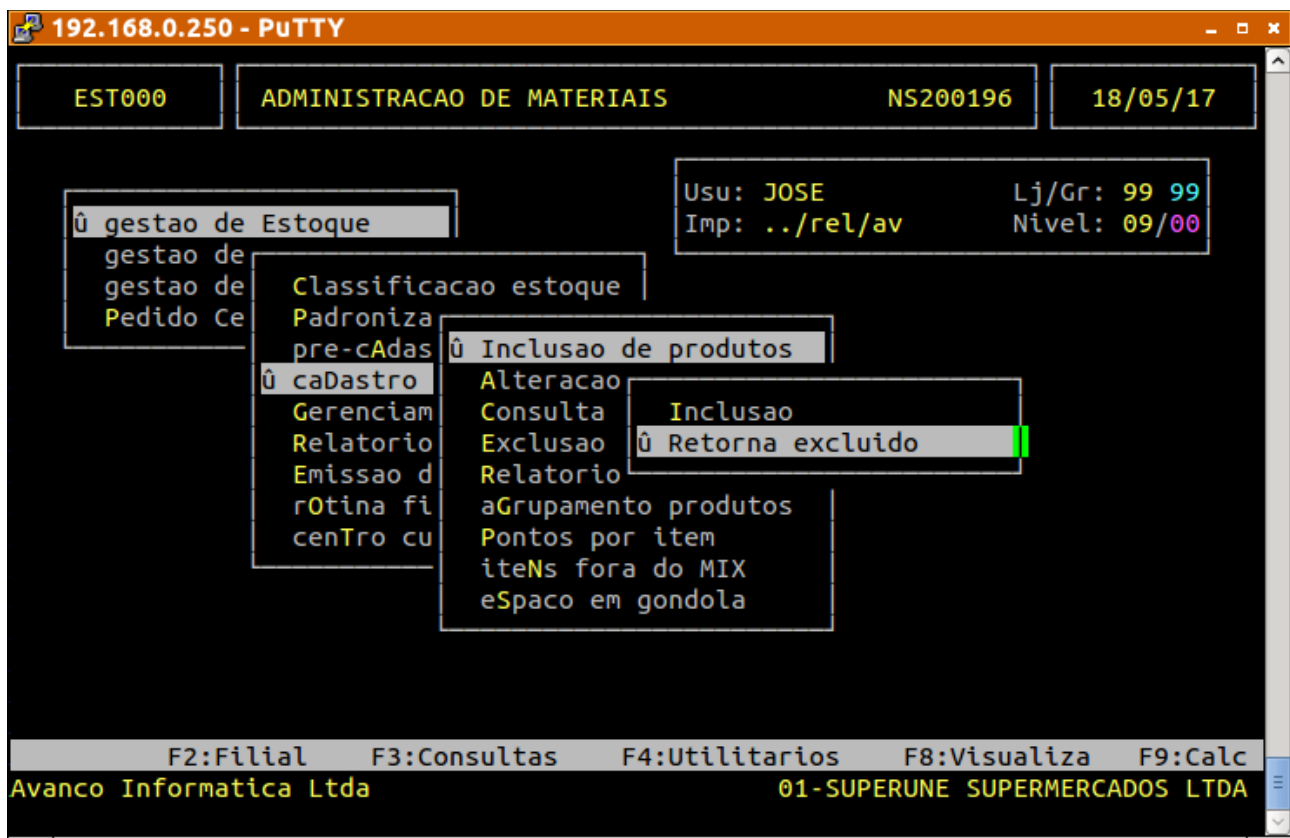 192.168.0.250 - PuTTY
EST000 ADMINISTRACAO DE MATERIAIS NS200196 18/05/17
Usu: JOSE Lj/Gr: 99 99
û gestao de Estoque Imp: ../rel/av Nivel: 09/00
gestao de
gestao de Classificacao estoque
Pedido Ce Padroniza
pre-cAdas û Inclusao de produtos
û caDastro Alteracao
Gerenciam Consulta Inclusao
Relatorio Exclusao û Retorna excluido
Emissao d Relatorio
rOtina fi aGrupamento produtos
cenTro cu Pontos por item
iteNs fora do MIX
eSpaco em gondola
F2:Filial F3:Consultas F4:Utilitarios F8:Visualiza F9:Calc
Avanco Informatica Ltda 01-SUPERUNE SUPERMERCADOS LTDA